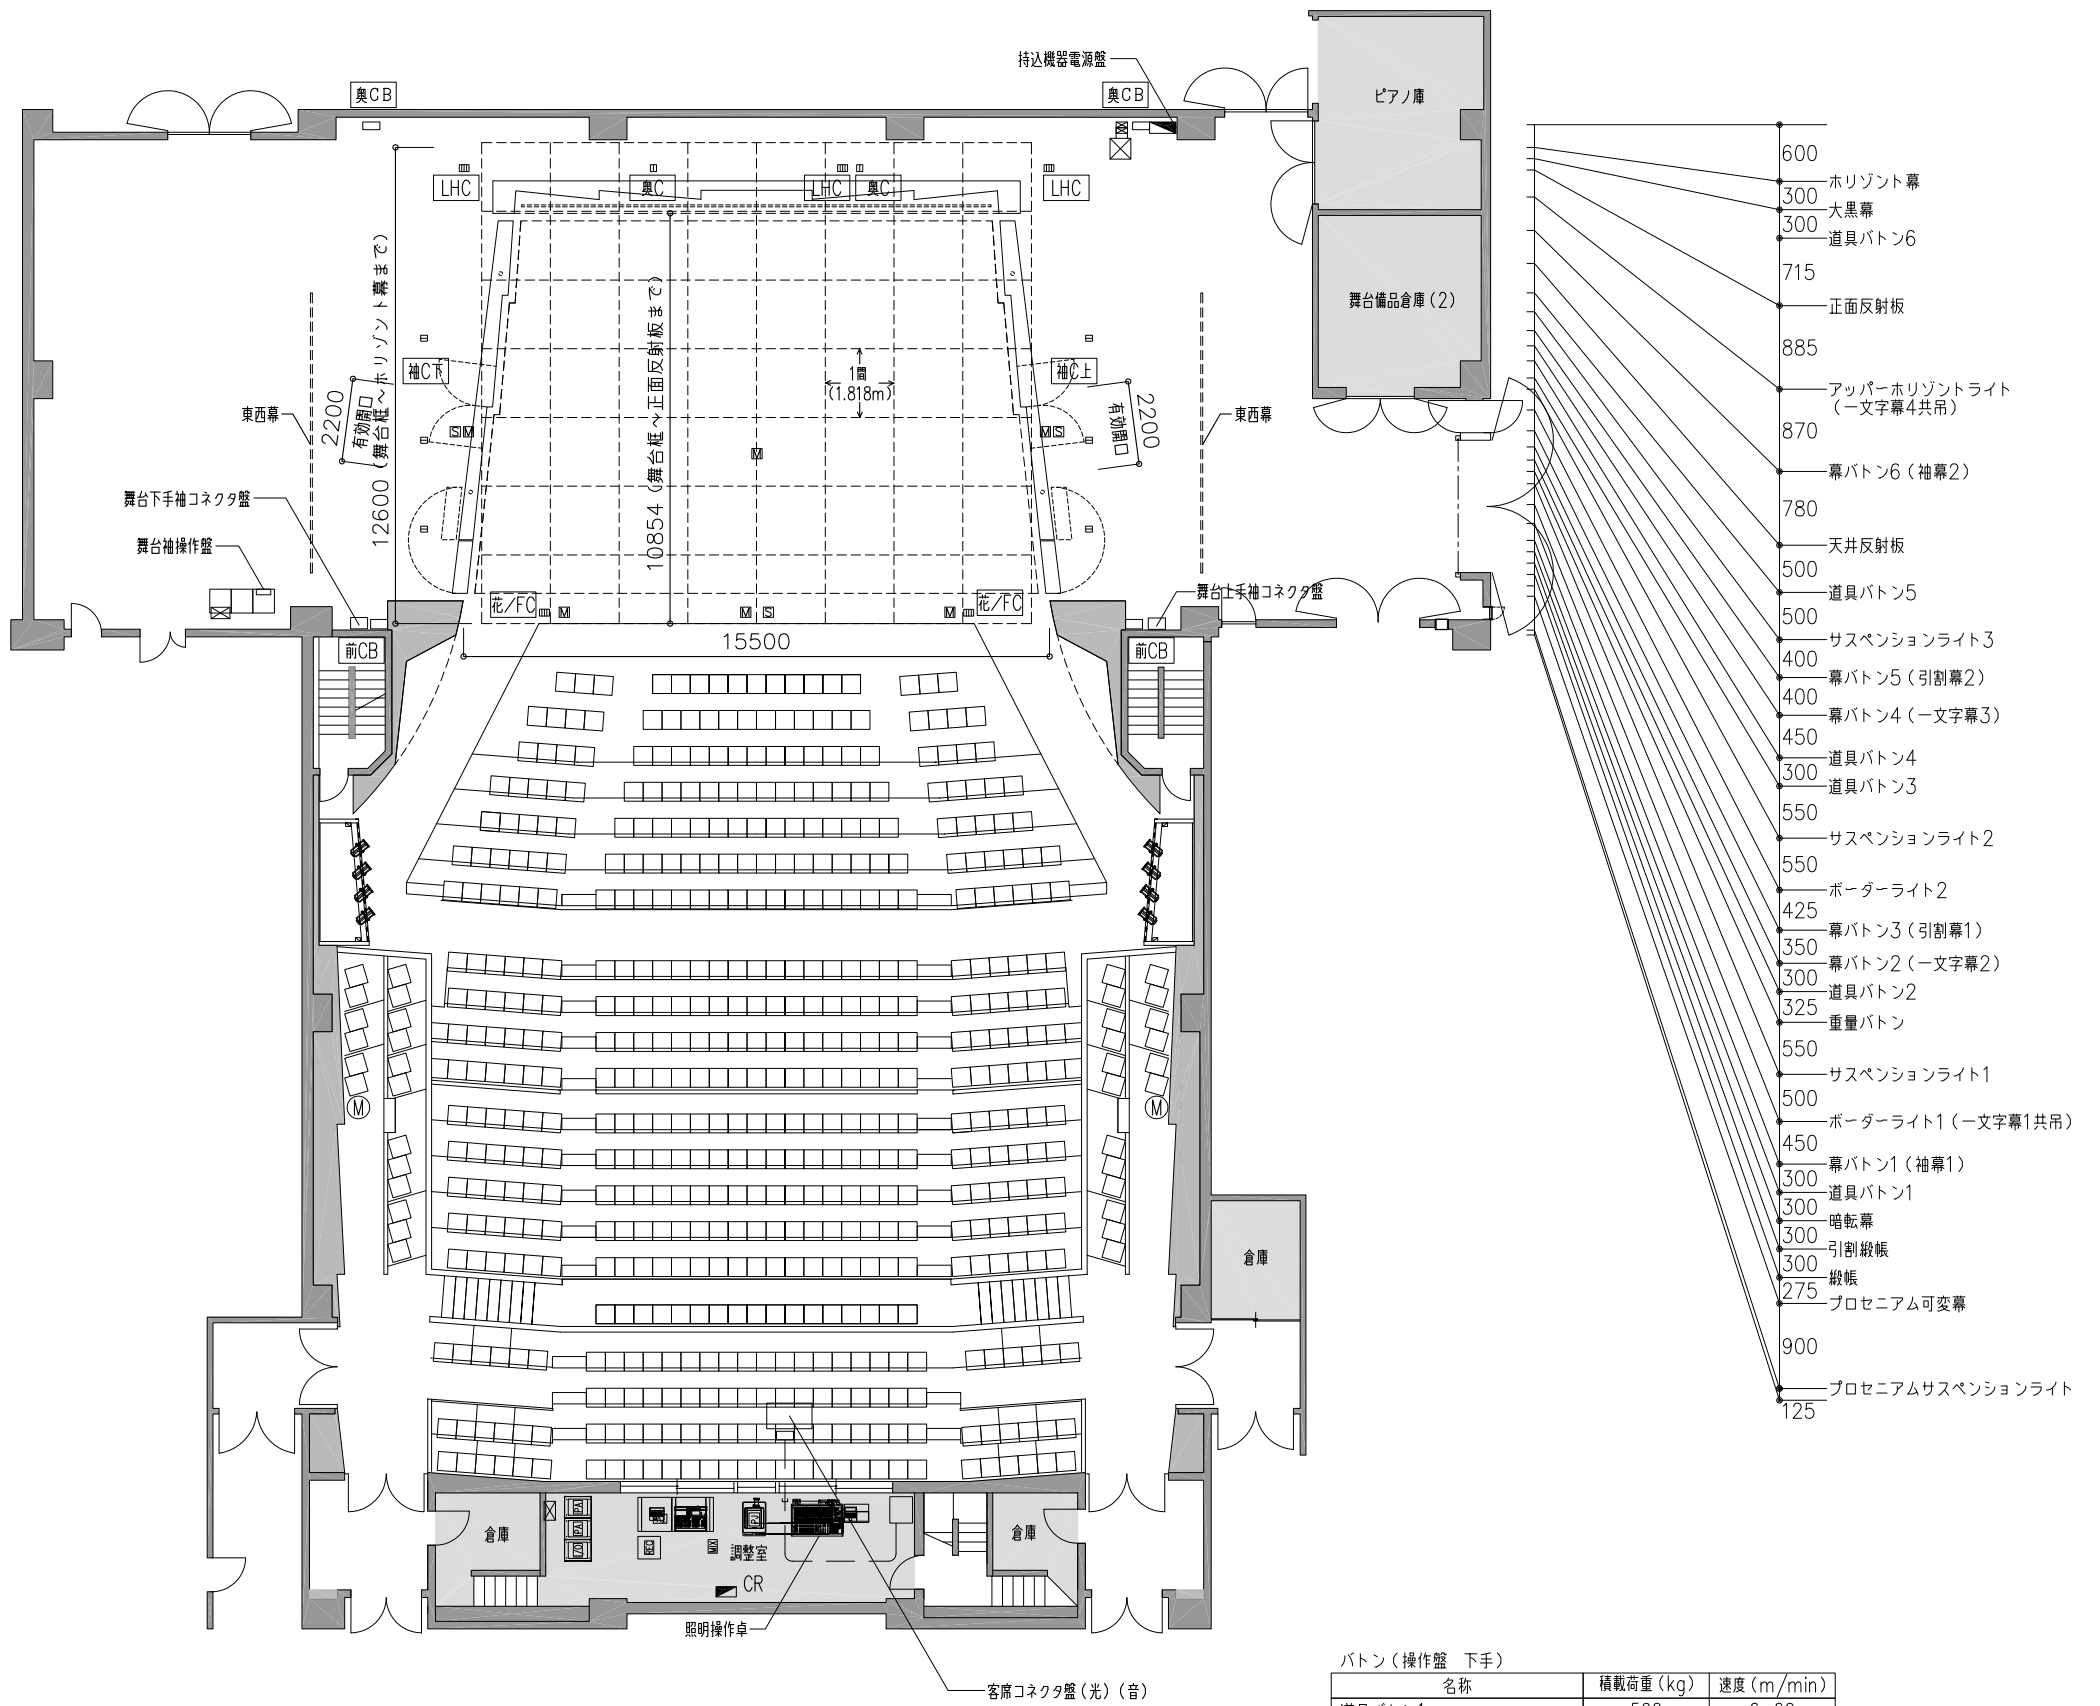 持込機器電源盤
奥CB
奥CB
ピアノ庫
LHC
奥C
LHC
奥C
LHC
舞台備品倉庫(2)
12600(舞台框~ホリゾント幕まで)
10854(舞台框~正面反射板まで)
1間
(1.818m)
袖C下
袖C上
2200
有効開口
2200
有効開口
東西幕
東西幕
S M
M S
M
舞台下手袖コネクタ盤
舞台袖操作盤
舞台上手袖コネクタ盤
花/FC
M
M
S
M
花/FC
15500
前CB
前CB
M
M
倉庫
倉庫
PA
PA
I/O
REC
MIX
PJ
調整室
CR
倉庫
照明操作卓
客席コネクタ盤(光)(音)
600
ホリゾント幕
300
大黒幕
300
道具バトン6
715
正面反射板
885
アッパーホリゾントライト
(一文字幕4共吊)
870
幕バトン6(袖幕2)
780
天井反射板
500
道具バトン5
500
サスペンションライト3
400
幕バトン5(引割幕2)
400
幕バトン4(一文字幕3)
450
道具バトン4
300
道具バトン3
550
サスペンションライト2
550
ボーダーライト2
425
幕バトン3(引割幕1)
350
幕バトン2(一文字幕2)
300
道具バトン2
325
重量バトン
550
サスペンションライト1
500
ボーダーライト1(一文字幕1共吊)
450
幕バトン1(袖幕1)
300
道具バトン1
300
暗転幕
300
引割緞帳
300
緞帳
275
プロセニアム可変幕
900
プロセニアムサスペンションライト
125
バトン(操作盤 下手)
名称 積載荷重(kg) 速度(m/min)